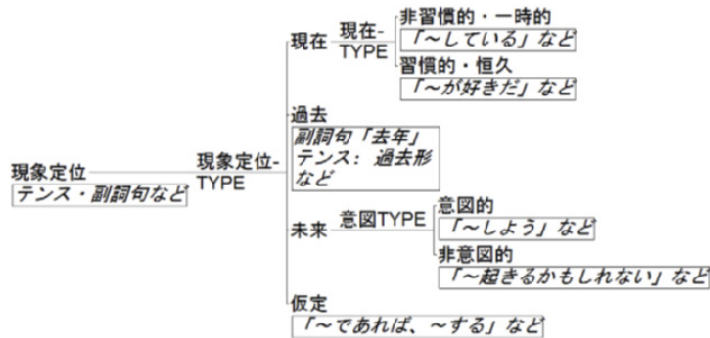 現象定位
テンス・副詞句など
現象定位-
TYPE
現在
現在-
TYPE
非習慣的・一時的
「～している」など
習慣的・恒久
「～が好きだ」など
過去
副詞句「去年」
テンス: 過去形
など
未来
意図TYPE
意図的
「～しよう」など
非意図的
「～起きるかもしれない」など
仮定
「～であれば、～する」など